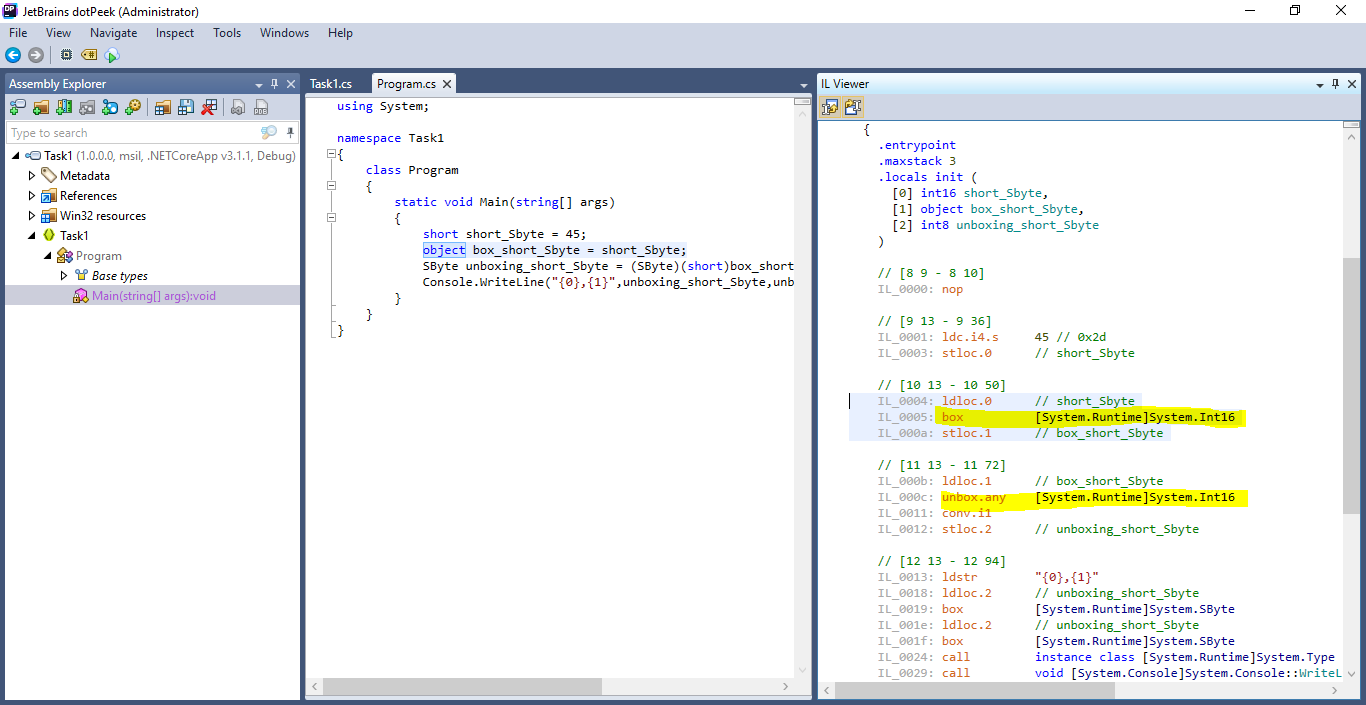 JetBrains dotPeek (Administrator)
File View Navigate Inspect Tools Windows Help
Assembly Explorer
Type to search
Task1 (1.0.0.0, msil, .NETCoreApp v3.1.1, Debug)
Metadata
References
Win32 resources
Task1
Program
Base types
Main(string[] args):void
Task1.cs Program.cs
using System;
namespace Task1
{
class Program
{
static void Main(string[] args)
{
short short_Sbyte = 45;
object box_short_Sbyte = short_Sbyte;
SByte unboxing_short_Sbyte = (SByte)(short)box_short
Console.WriteLine("{0},{1}",unboxing_short_Sbyte,unb
}
}
}
IL Viewer
{
.entrypoint
.maxstack 3
.locals init (
[0] int16 short_Sbyte,
[1] object box_short_Sbyte,
[2] int8 unboxing_short_Sbyte
)
// [8 9 - 8 10]
IL_0000: nop
// [9 13 - 9 36]
IL_0001: ldc.i4.s 45 // 0x2d
IL_0003: stloc.0 // short_Sbyte
// [10 13 - 10 50]
IL_0004: ldloc.0 // short_Sbyte
IL_0005: box [System.Runtime]System.Int16
IL_000a: stloc.1 // box_short_Sbyte
// [11 13 - 11 72]
IL_000b: ldloc.1 // box_short_Sbyte
IL_000c: unbox.any [System.Runtime]System.Int16
IL_0011: conv.i1
IL_0012: stloc.2 // unboxing_short_Sbyte
// [12 13 - 12 94]
IL_0013: ldstr "{0},{1}"
IL_0018: ldloc.2 // unboxing_short_Sbyte
IL_0019: box [System.Runtime]System.SByte
IL_001e: ldloc.2 // unboxing_short_Sbyte
IL_001f: box [System.Runtime]System.SByte
IL_0024: call instance class [System.Runtime]System.Type
IL_0029: call void [System.Console]System.Console::WriteL